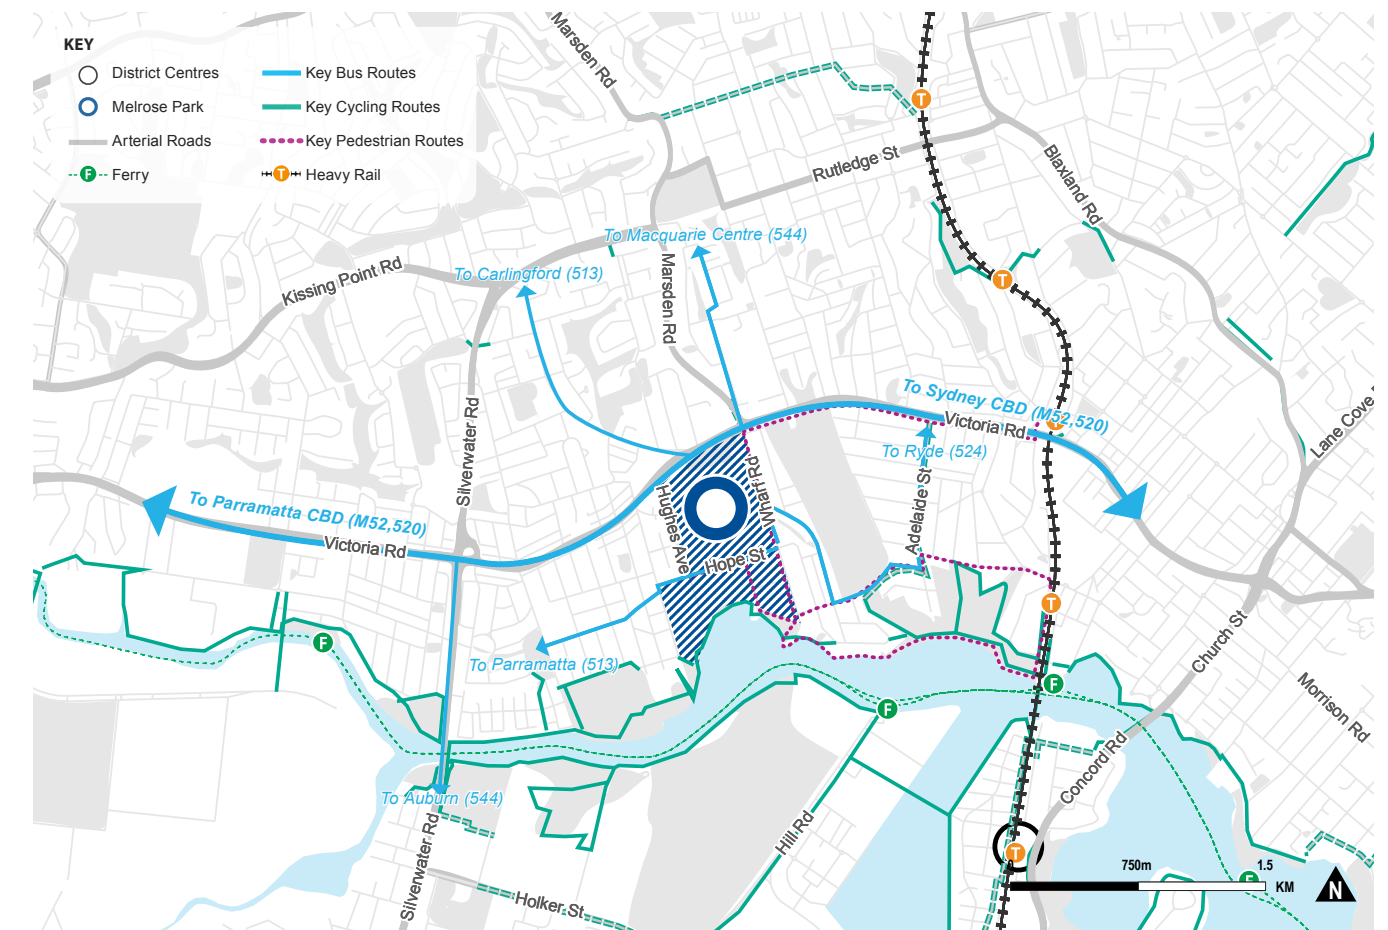 KEY
District Centres
Key Bus Routes
Melrose Park
Key Cycling Routes
Arterial Roads
Key Pedestrian Routes
F
Ferry
T
Heavy Rail
Marsden Rd
T
Rutledge St
Blaxland Rd
To Macquarie Centre (544)
To Carlingford (513)
Kissing Point Rd
Marsden Rd
T
To Sydney CBD (M52,520)
T
Victoria Rd
Lane Cove
Silverwater Rd
To Ryde (524)
Wharf Rd
Hughes Ave
Adelaide St
To Parramatta CBD (M52,520)
Victoria Rd
Hope St
T
F
Church St
To Parramatta (513)
F
F
Morrison Rd
Concord Rd
To Auburn (544)
Hill Rd
Silverwater Rd
T
750m
1.5
KM
F
N
Holker St